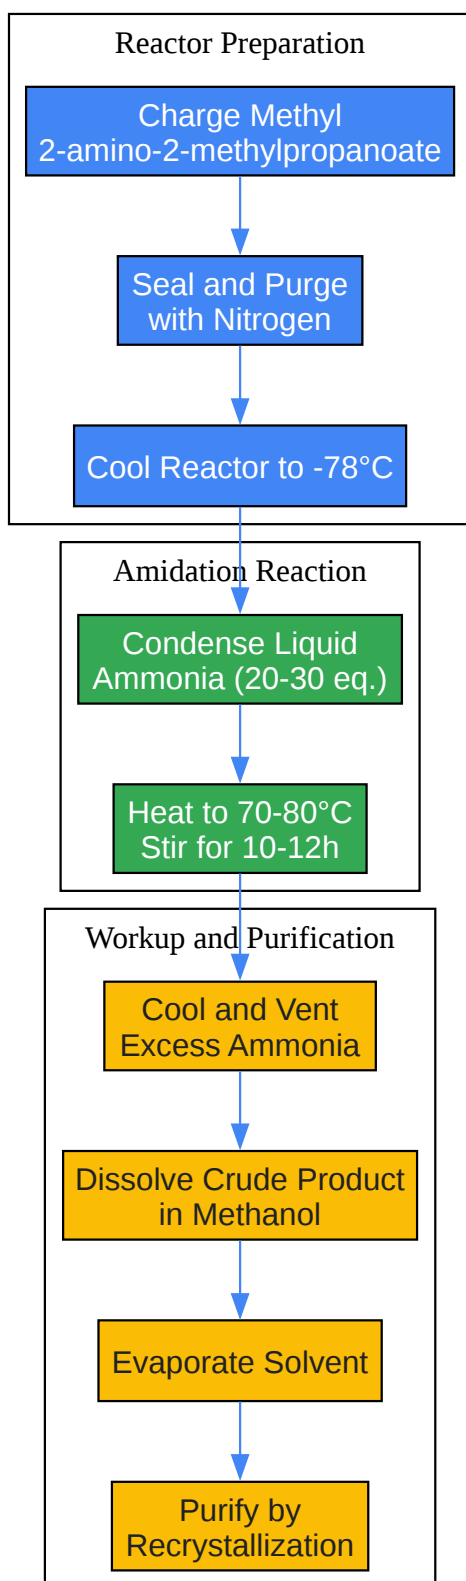 Reactor Preparation
Charge Methyl
2-amino-2-methylpropanoate
Seal and Purge
with Nitrogen
Cool Reactor to -78°C
Amidation Reaction
Condense Liquid
Ammonia (20-30 eq.)
Heat to 70-80°C
Stir for 10-12h
Workup and Purification
Cool and Vent
Excess Ammonia
Dissolve Crude Product
in Methanol
Evaporate Solvent
Purify by
Recrystallization